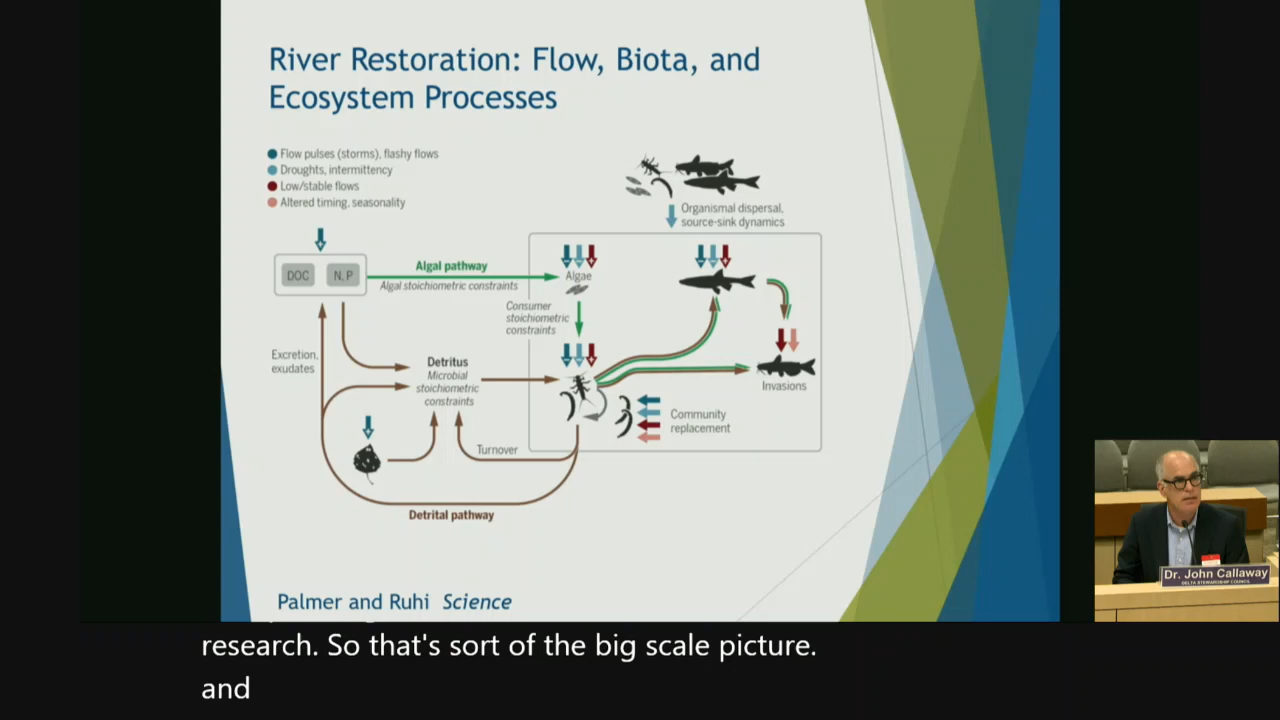 River Restoration: Flow, Biota, and
Ecosystem Processes
Flow pulses (storms), flashy flows
Droughts, intermittency
Low/stable flows
Altered timing, seasonality
Organismal dispersal,
source-sink dynamics
DOC
N,P
Algal pathway
Algal stoichiometric constraints
Algae
Consumer
stoichiometric
constraints
Excretion,
exudates
Detritus
Microbial
stoichiometric
constraints
Invasions
Community
replacement
Turnover
Detrital pathway
Palmer and Ruhi Science
Dr. John Callaway
DELTA STEWARDSHIP COUNCIL
research. So that's sort of the big scale picture.
and